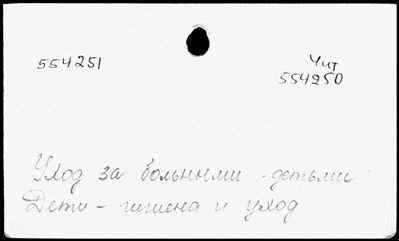 554251
Чит
554250
Уход за больными - детьми
Дети - гигиена и уход